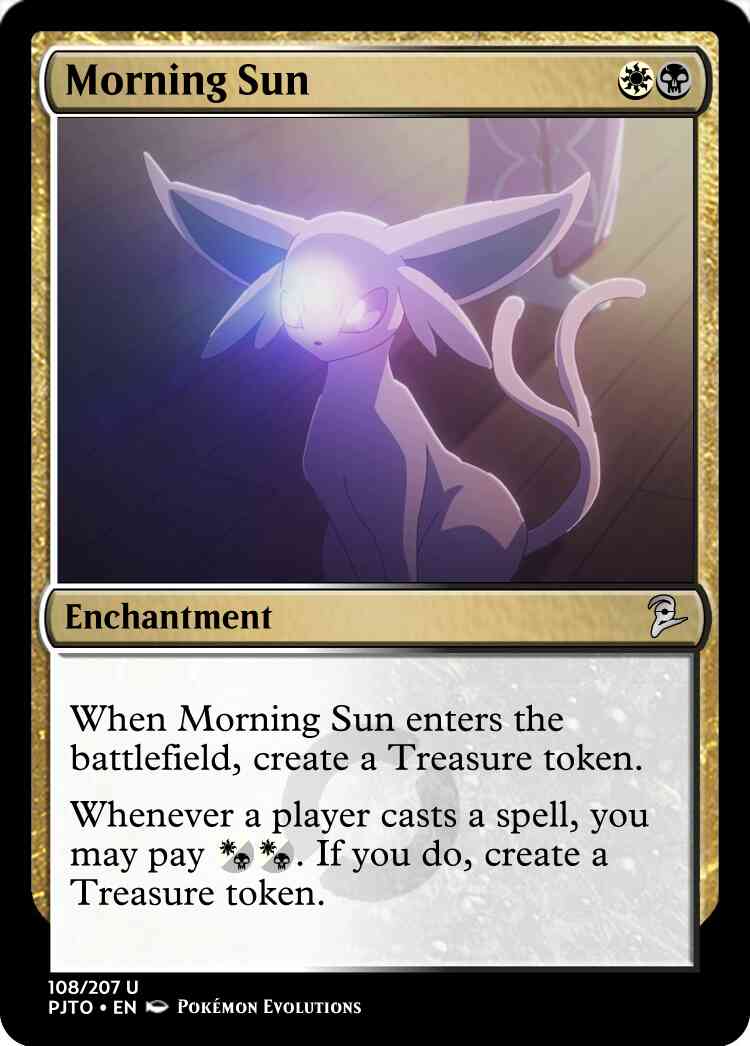 Morning Sun
Enchantment
When Morning Sun enters the
battlefield, create a Treasure token.
Whenever a player casts a spell, you
may pay . If you do, create a
Treasure token.
108/207 U
PJTO • EN Pokémon Evolutions